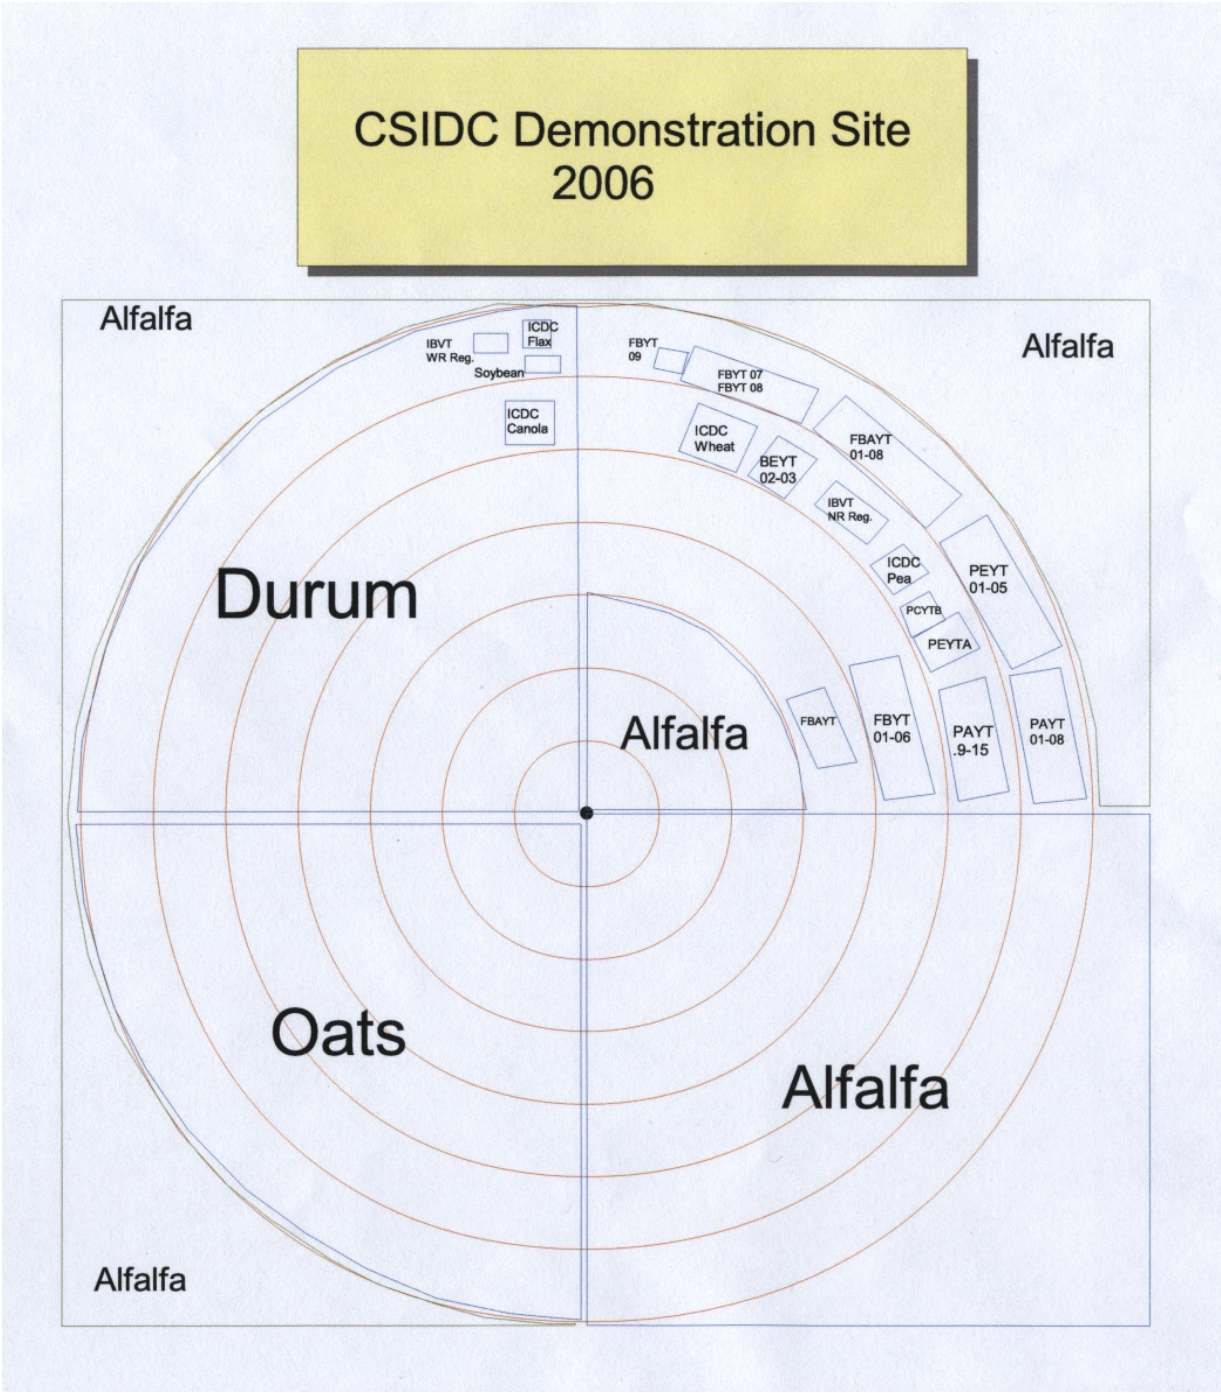 CSIDC Demonstration Site
2006
Alfalfa
Alfalfa
IBVT
WR Reg.
ICDC
Flax
Soybean
ICDC
Canola
FBYT
09
FBYT 07
FBYT 08
FBAYT
01-08
ICDC
Wheat
BEYT
02-03
IBVT
NR Reg.
ICDC
Pea
PEYT
01-05
PCYTB
PEYTA
Durum
Alfalfa
FBAYT
FBYT
01-06
PAYT
.9-15
PAYT
01-08
Oats
Alfalfa
Alfalfa